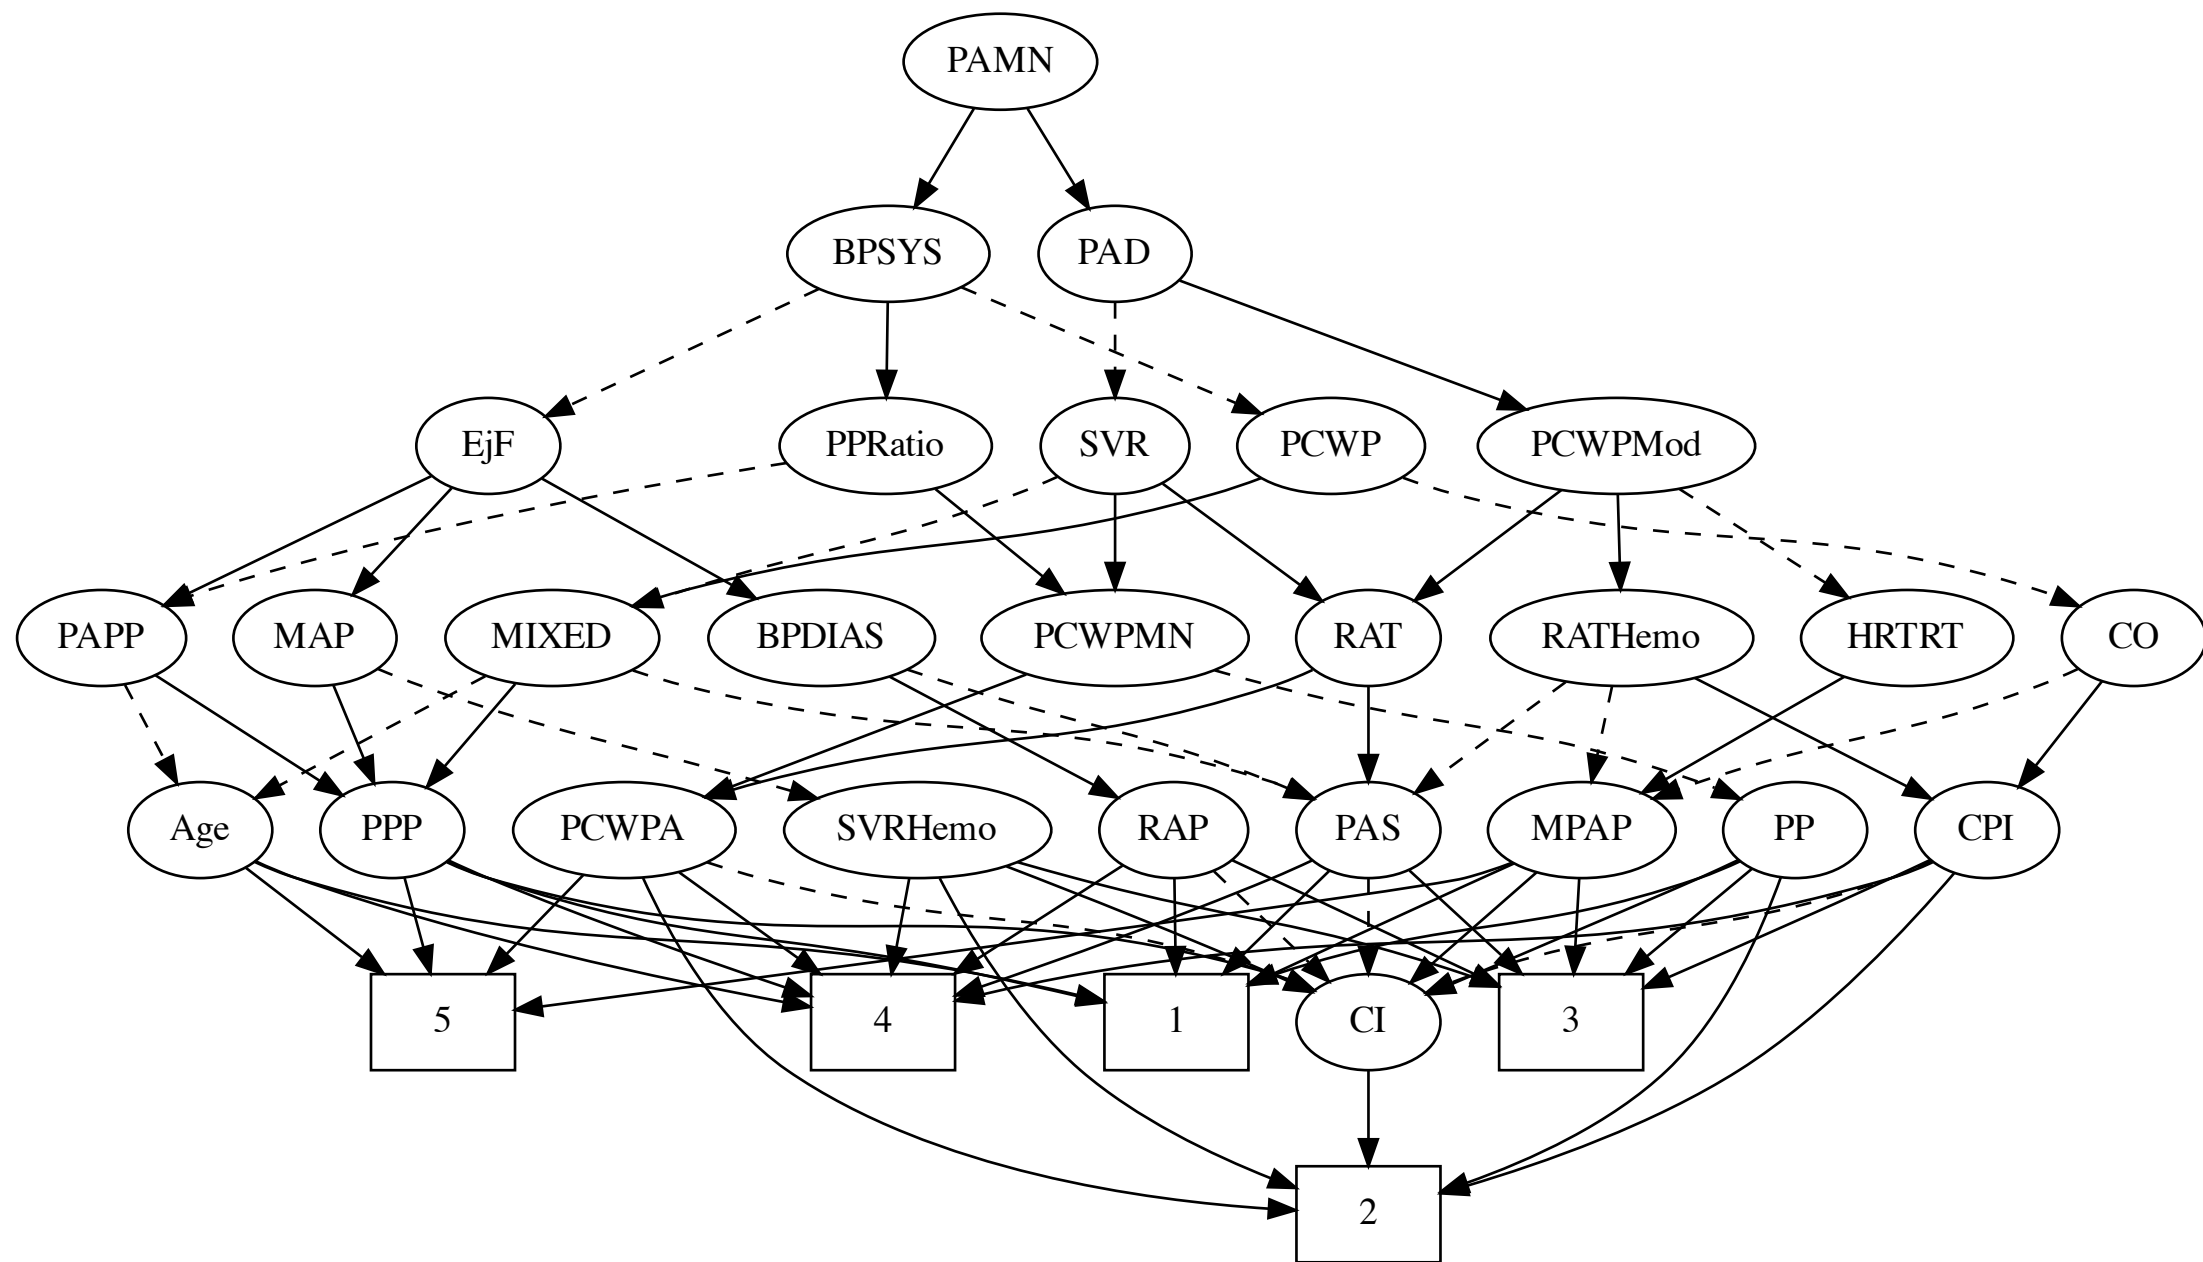 PAMN
BPSYS
PAD
EjF
PPRatio
SVR
PCWP
PCWPMod
PAPP
MAP
MIXED
BPDIAS
PCWPMN
RAT
RATHemo
HRTRT
CO
Age
PPP
PCWPA
SVRHemo
RAP
PAS
MPAP
PP
CPI
5
4
1
CI
3
2